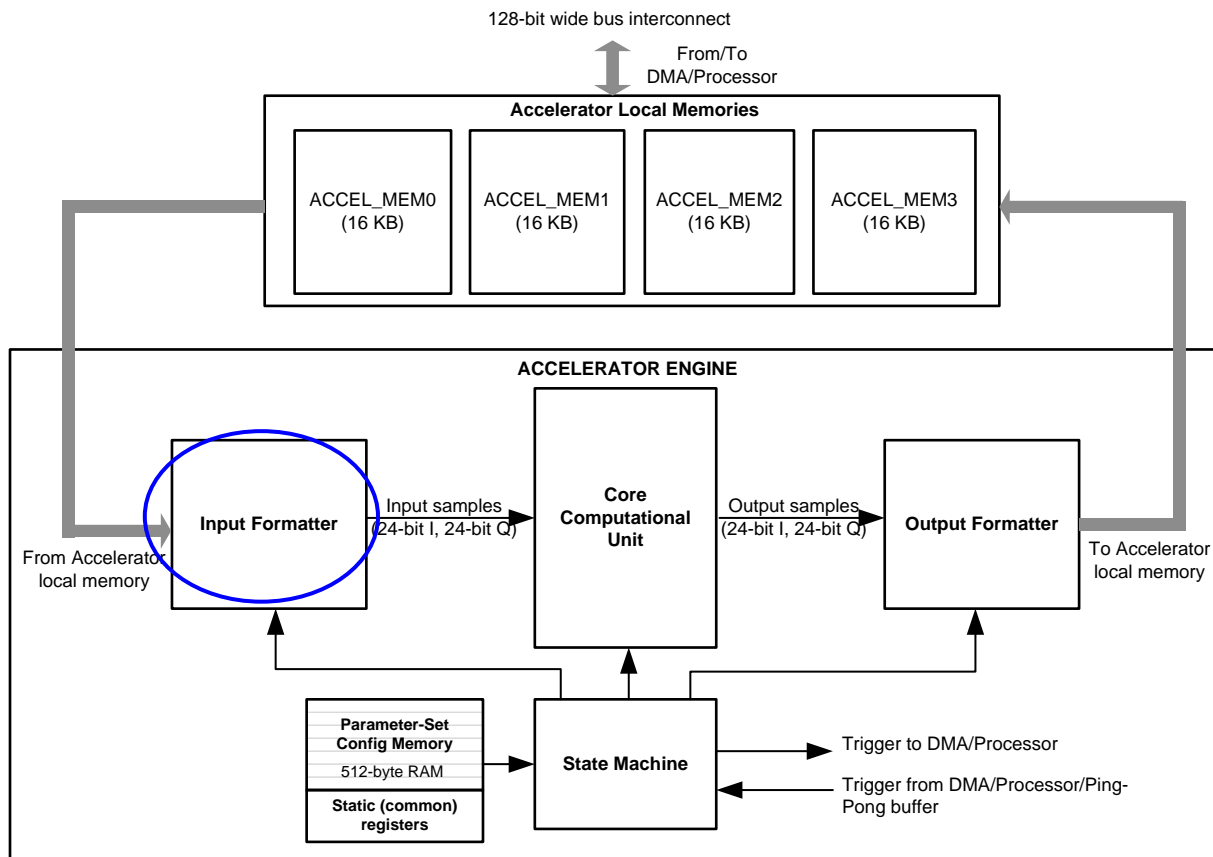 128-bit wide bus interconnect
From/To
DMA/Processor
Accelerator Local Memories
ACCEL_MEM0
(16 KB)
ACCEL_MEM1
(16 KB)
ACCEL_MEM2
(16 KB)
ACCEL_MEM3
(16 KB)
ACCELERATOR ENGINE
Input Formatter
Input samples
(24-bit I, 24-bit Q)
Core
Computational
Unit
Output samples
(24-bit I, 24-bit Q)
Output Formatter
From Accelerator
local memory
To Accelerator
local memory
Parameter-Set
Config Memory
512-byte RAM
Static (common)
registers
State Machine
Trigger to DMA/Processor
Trigger from DMA/Processor/Ping-
Pong buffer